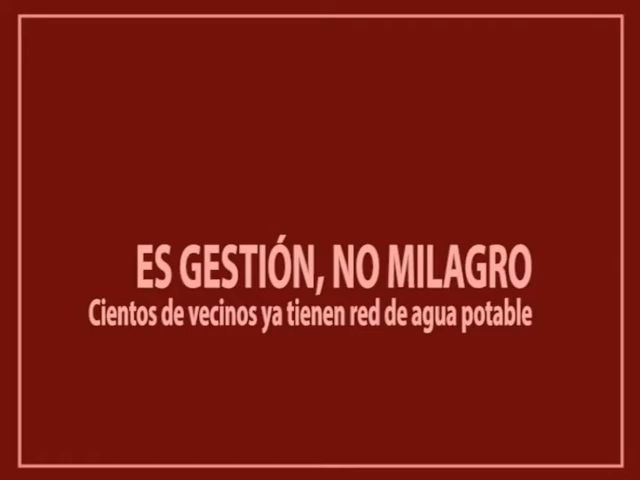 ES GESTIÓN, NO MILAGRO
Cientos de vecinos ya tienen red de agua potable